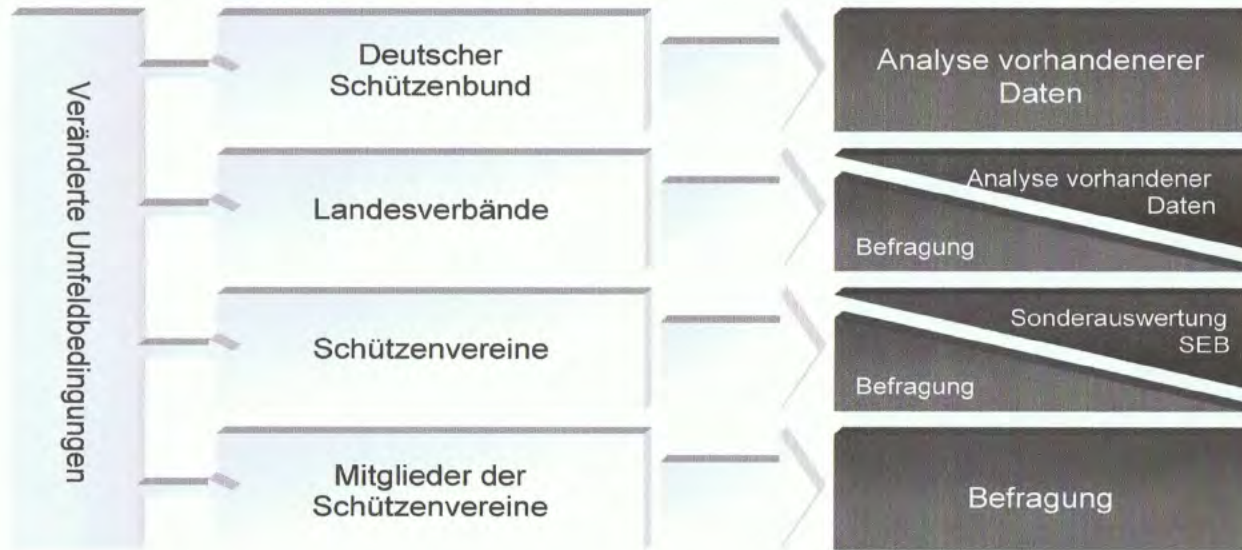 Veränderte Umfeldbedingungen
Deutscher
Schützenbund
Analyse vorhandenerer
Daten
Landesverbände
Analyse vorhandener
Daten
Befragung
Schützenvereine
Sonderauswertung
SEB
Befragung
Mitglieder der
Schützenvereine
Befragung